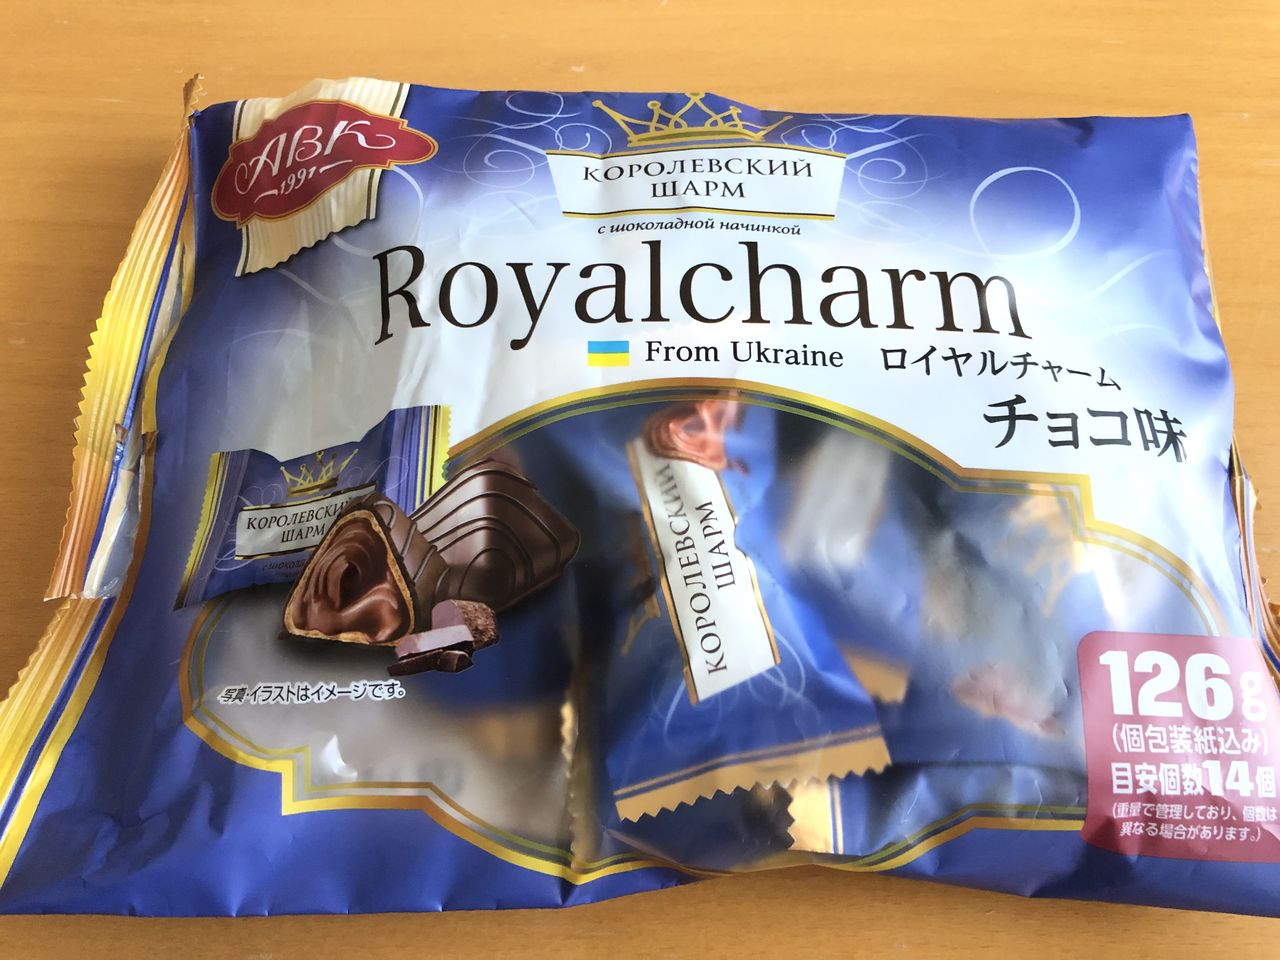 АВК
1991
КОРОЛЕВСКИЙ
ШАРМ
с шоколадной начинкой
Royalcharm
From Ukraine ロイヤルチャーム
チョコ味
КОРОЛЕВСКИЙ
ШАРМ
КОРОЛЕВСКИЙ
ШАРМ
写真・イラストはイメージです。
126g
(個包装紙込み)
目安個数14個
(重量で管理しており、個数は
異なる場合があります。)